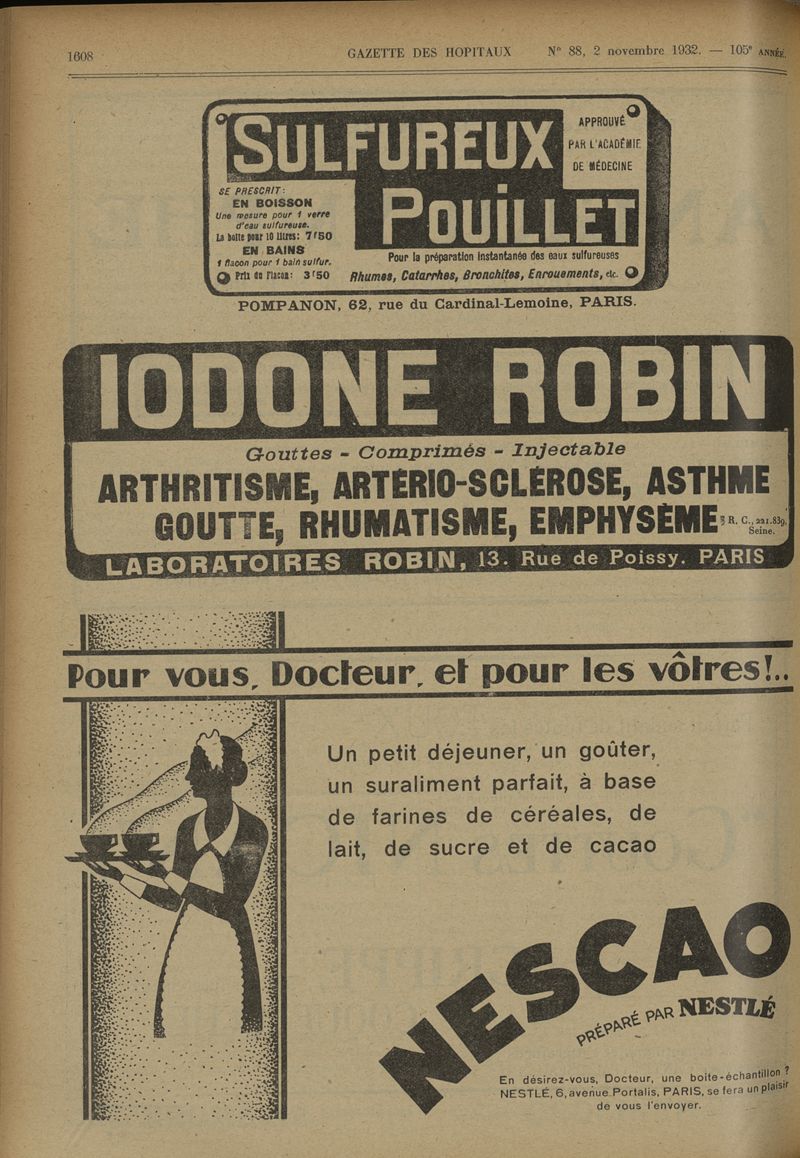 1608 GAZETTE DES HOPITAUX N° 88, 2 novembre 1932. — 105e ANNÉE.
SULFUREUX
POUILLET
APPROUVÉ
PAR L'ACADÉMIE
DE MÉDECINE
SE PRESCRIT:
EN BOISSON
Une mesure pour 1 verre
d'eau sulfureuse.
La boîte pour 10 litres: 7f50
EN BAINS
1 flacon pour 1 bain sulfur.
Prix du flacon: 3f50
Pour la préparation instantanée des eaux sulfureuses
Rhumes, Catarrhes, Bronchites, Enrouements, etc.
POMPANON, 62, rue du Cardinal-Lemoine, PARIS.
IODONE ROBIN
Gouttes - Comprimés - Injectable
ARTHRITISME, ARTÉRIO-SCLÉROSE, ASTHME
GOUTTE, RHUMATISME, EMPHYSÈME
R. C., 221.839,
Seine.
LABORATOIRES ROBIN, 13. Rue de Poissy. PARIS
Pour vous, Docteur, et pour les vôtres!..
Un petit déjeuner, un goûter,
un suraliment parfait, à base
de farines de céréales, de
lait, de sucre et de cacao
NESCAO
PRÉPARÉ PAR NESTLÉ
En désirez-vous, Docteur, une boite-échantillon ?
NESTLÉ, 6, avenue Portalis, PARIS, se fera un plaisir
de vous l'envoyer.